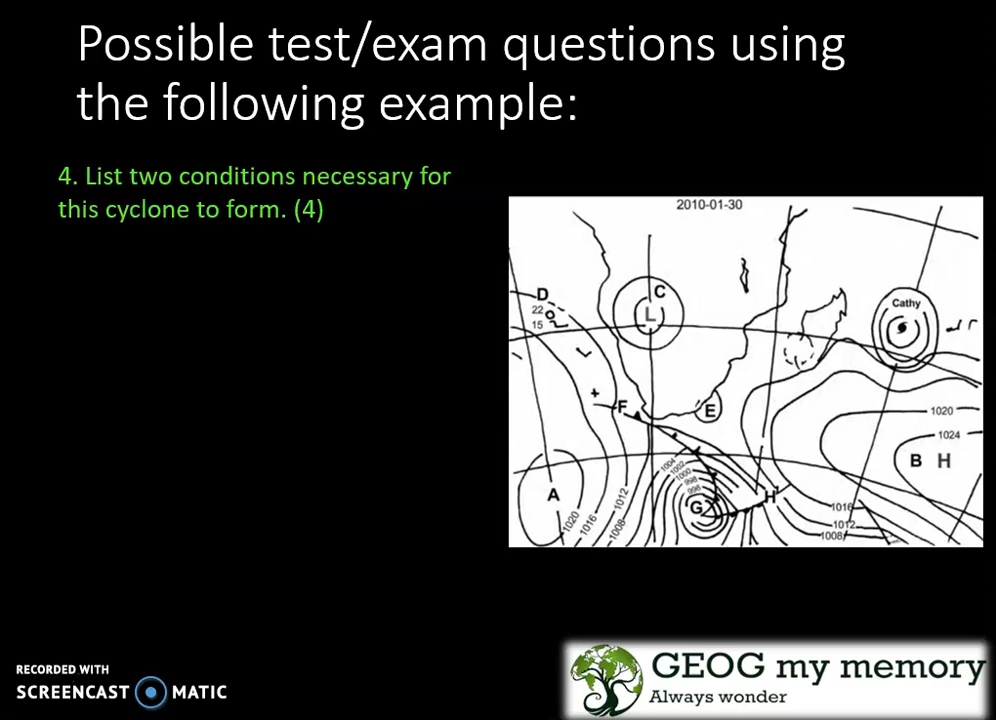 Possible test/exam questions using
the following example:
4. List two conditions necessary for
this cyclone to form. (4)
2010-01-30
D
22
15
C
L
Cathy
F
E
1020
1024
B H
A
1004
1002
1000
998
996
G
H
1020
1016
1012
1008
1016
1012
1008
RECORDED WITH
SCREENCAST MATIC
GEOG my memory
Always wonder